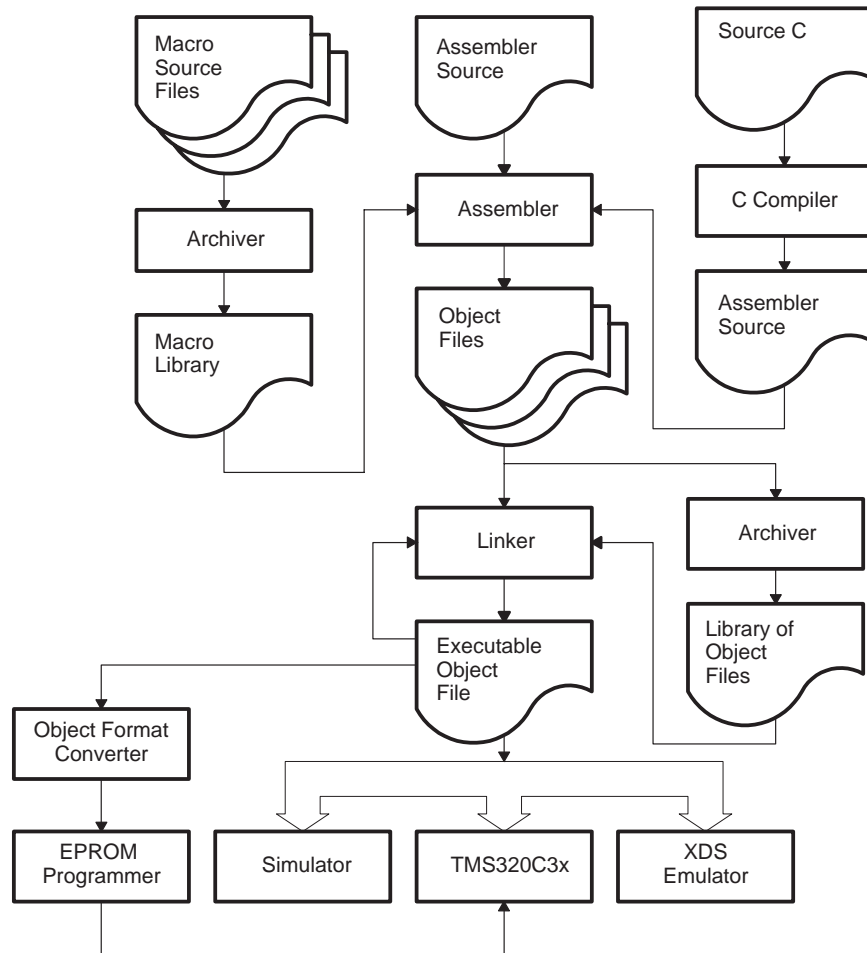 Macro
Source
Files
Assembler
Source
Source C
Archiver
Assembler
C Compiler
Macro
Library
Object
Files
Assembler
Source
Linker
Archiver
Executable
Object
File
Library of
Object
Files
Object Format
Converter
EPROM
Programmer
Simulator
TMS320C3x
XDS
Emulator